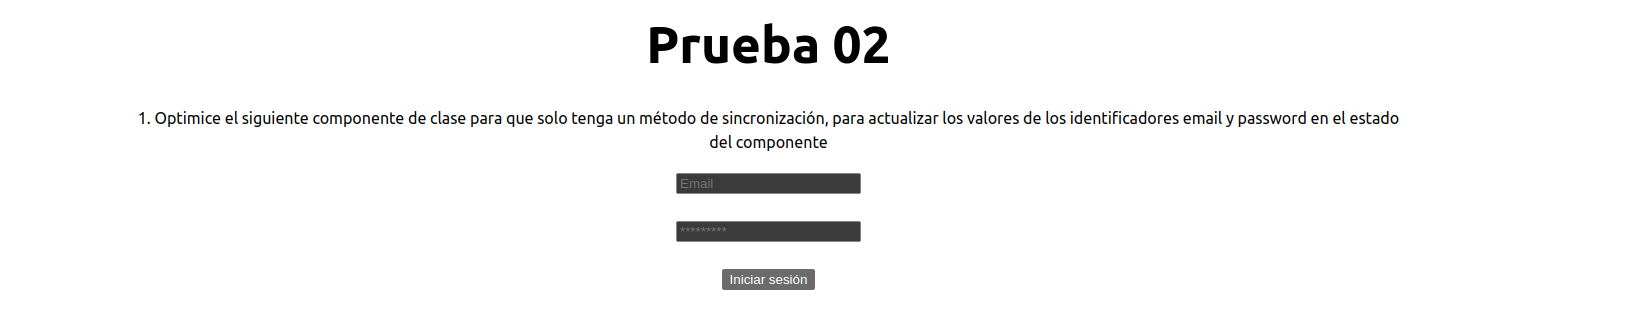 Prueba 02
1. Optimice el siguiente componente de clase para que solo tenga un método de sincronización, para actualizar los valores de los identificadores email y password en el estado
del componente
Email
*********
Iniciar sesión